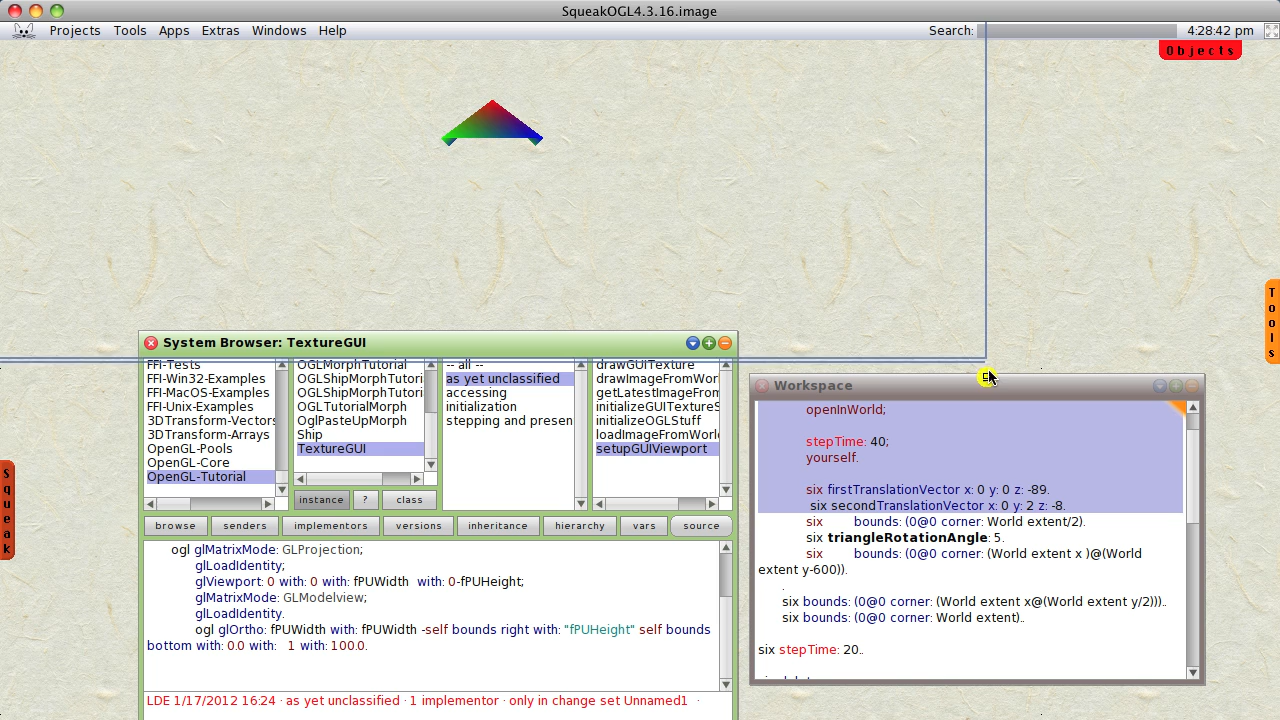 SqueakOGL4.3.16.image
Projects Tools Apps Extras Windows Help Search: 4:28:42 pm
Objects
Tools
Squeak
System Browser: TextureGUI
FFI-Tests
FFI-Win32-Examples
FFI-MacOS-Examples
FFI-Unix-Examples
3DTransform-Vectors
3DTransform-Arrays
OpenGL-Pools
OpenGL-Core
OpenGL-Tutorial
OGLMorphTutorial
OGLShipMorphTutori
OGLShipMorphTutori
OGLTutorialMorph
OglPasteUpMorph
Ship
TextureGUI
-- all --
as yet unclassified
accessing
initialization
stepping and presen
drawGUITexture
drawImageFromWor
getLatestImageFrom
initializeGUITextureS
initializeOGLStuff
loadImageFromWorl
setupGUIViewport
instance ? class
browse senders implementors versions inheritance hierarchy vars source
ogl glMatrixMode: GLProjection;
glLoadIdentity;
glViewport: 0 with: 0 with: fPUWidth with: 0-fPUHeight;
glMatrixMode: GLModelview;
glLoadIdentity.
ogl glOrtho: fPUWidth with: fPUWidth -self bounds right with: "fPUHeight" self bounds
bottom with: 0.0 with: 1 with: 100.0.
LDE 1/17/2012 16:24 · as yet unclassified · 1 implementor · only in change set Unnamed1 ·
Workspace
openInWorld;
stepTime: 40;
yourself.
six firstTranslationVector x: 0 y: 0 z: -89.
six secondTranslationVector x: 0 y: 2 z: -8.
six bounds: (0@0 corner: World extent/2).
six triangleRotationAngle: 5.
six bounds: (0@0 corner: (World extent x )@(World
extent y-600)).
.
six bounds: (0@0 corner: (World extent x@(World extent y/2)))..
six bounds: (0@0 corner: World extent)..
six stepTime: 20..